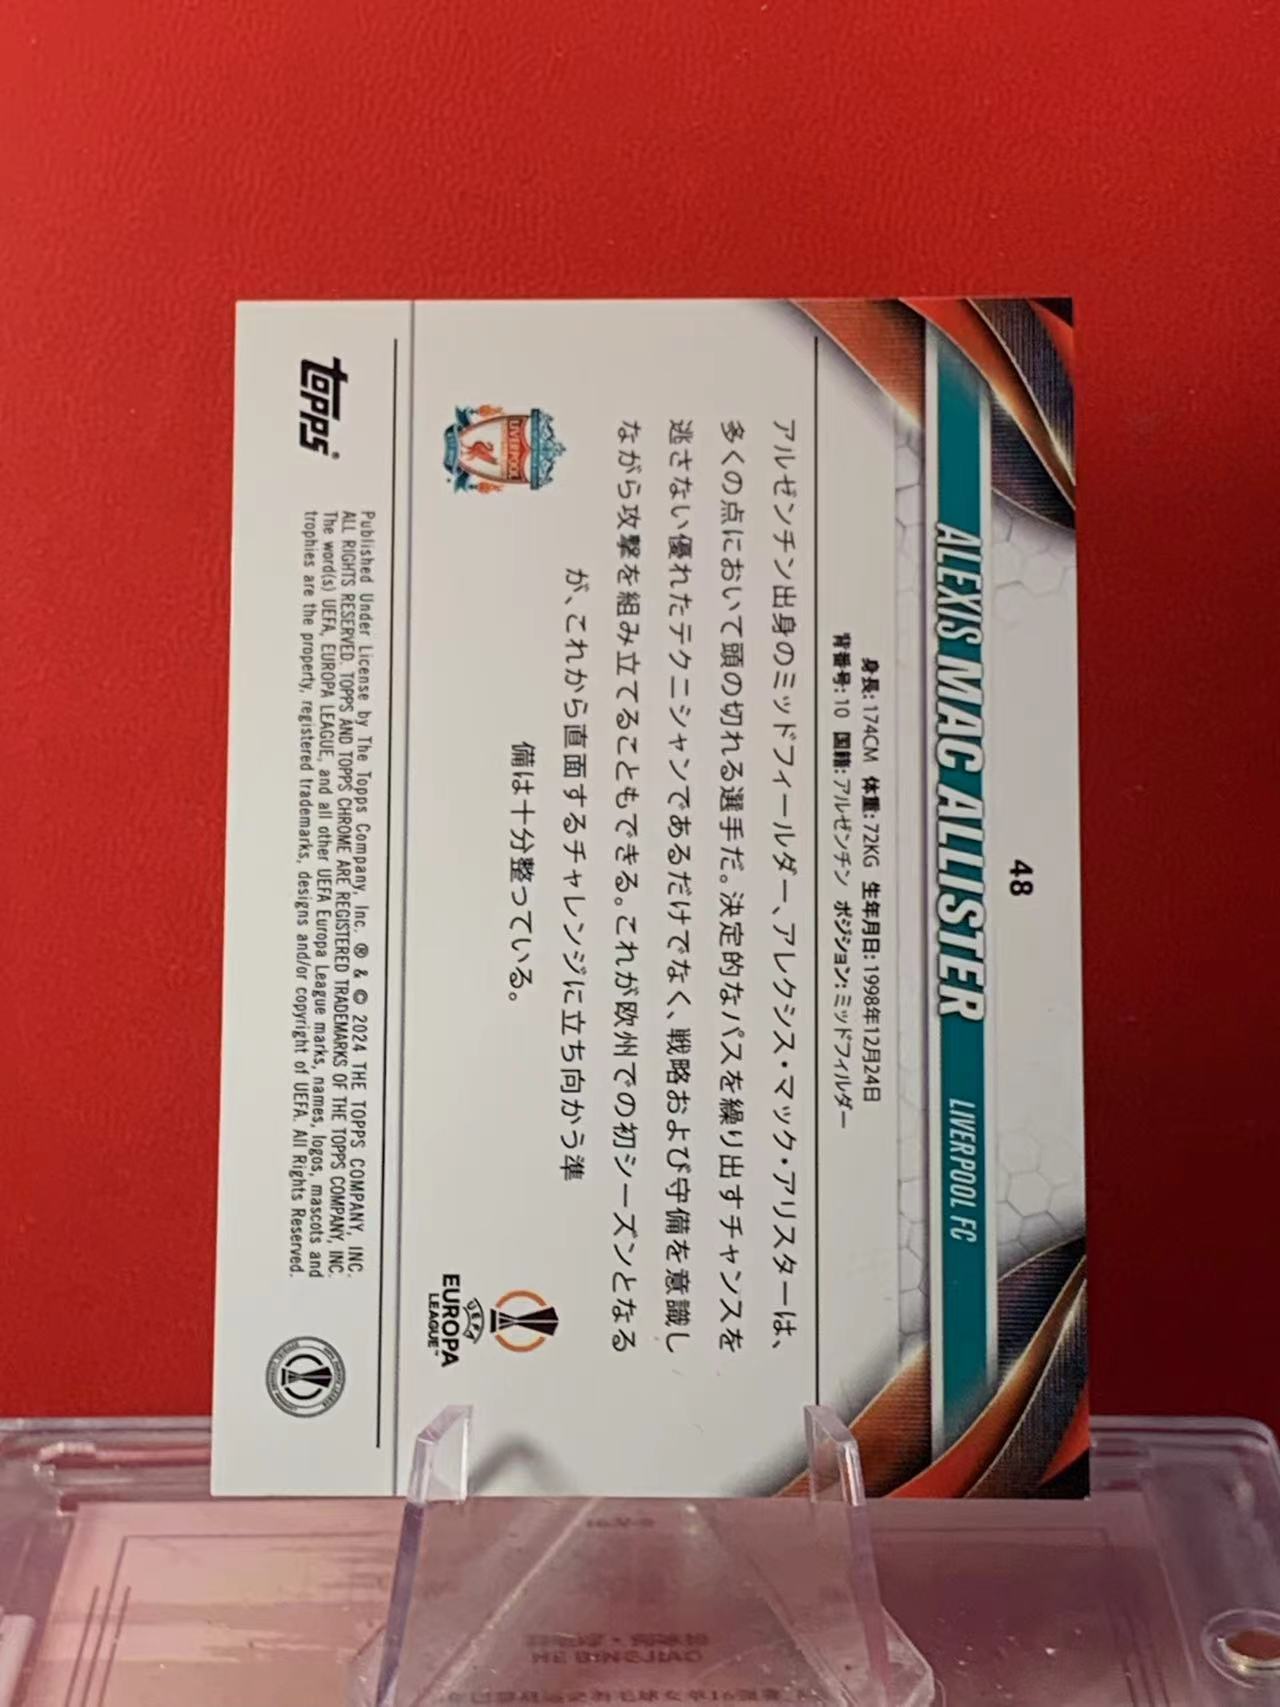 48
ALEXIS MAC ALLISTER LIVERPOOL FC
身長: 174CM 体重: 72KG 生年月日: 1998年12月24日
背番号: 10 国籍: アルゼンチン ポジション: ミッドフィルダー
アルゼンチン出身のミッドフィールダー、アレクシス・マック・アリスターは、
多くの点において頭の切れる選手だ。決定的なパスを繰り出すチャンスを
逃さない優れたテクニシャンであるだけでなく、戦略および守備を意識し
ながら攻撃を組み立てることもできる。これが欧州での初シーズンとなる
が、これから直面するチャレンジに立ち向かう準
備は十分整っている。
LIVERPOOL
UEFA
EUROPA
LEAGUE™
topps®
Published Under License by The Topps Company, Inc. ® & © 2024 THE TOPPS COMPANY, INC.
ALL RIGHTS RESERVED. TOPPS AND TOPPS CHROME ARE REGISTERED TRADEMARKS OF THE TOPPS COMPANY, INC.
The word(s) UEFA, EUROPA LEAGUE, and all other UEFA Europa League marks, names, logos, mascots and
trophies are the property, registered trademarks, designs and/or copyright of UEFA. All Rights Reserved.